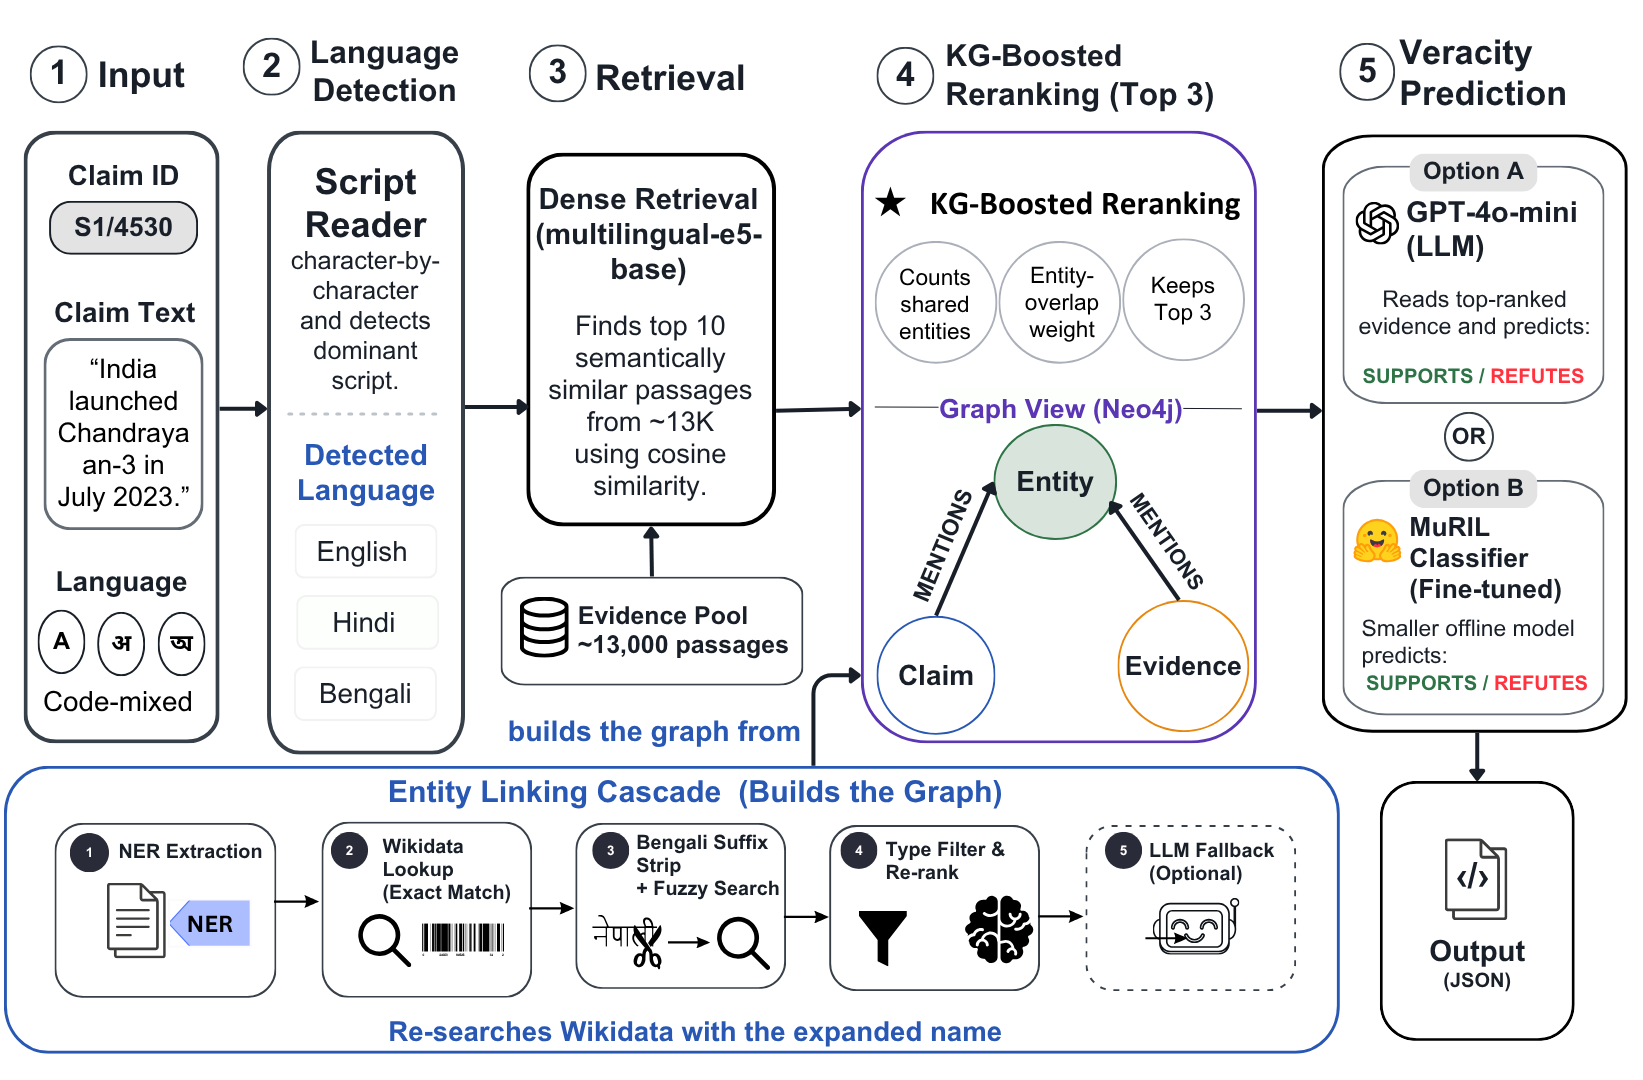 1 Input
Claim ID
S1/4530
Claim Text
“India
launched
Chandraya
an-3 in
July 2023.”
Language
A अ অ
Code-mixed
2 Language
Detection
Script
Reader
character-by-
character
and detects
dominant
script.
Detected
Language
English
Hindi
Bengali
3 Retrieval
Dense Retrieval
(multilingual-e5-
base)
Finds top 10
semantically
similar passages
from ~13K
using cosine
similarity.
Evidence Pool
~13,000 passages
builds the graph from
4 KG-Boosted
Reranking (Top 3)
★ KG-Boosted Reranking
Counts
shared
entities
Entity-
overlap
weight
Keeps
Top 3
Graph View (Neo4j)
Entity
MENTIONS
MENTIONS
Claim
Evidence
5 Veracity
Prediction
Option A
GPT-4o-mini
(LLM)
Reads top-ranked
evidence and predicts:
SUPPORTS / REFUTES
OR
Option B
MuRIL
Classifier
(Fine-tuned)
Smaller offline model
predicts:
SUPPORTS / REFUTES
</>
Output
(JSON)
Entity Linking Cascade (Builds the Graph)
1 NER Extraction
NER
2 Wikidata
Lookup
(Exact Match)
3 Bengali Suffix
Strip
+ Fuzzy Search
नेपाली
4 Type Filter &
Re-rank
5 LLM Fallback
(Optional)
Re-searches Wikidata with the expanded name